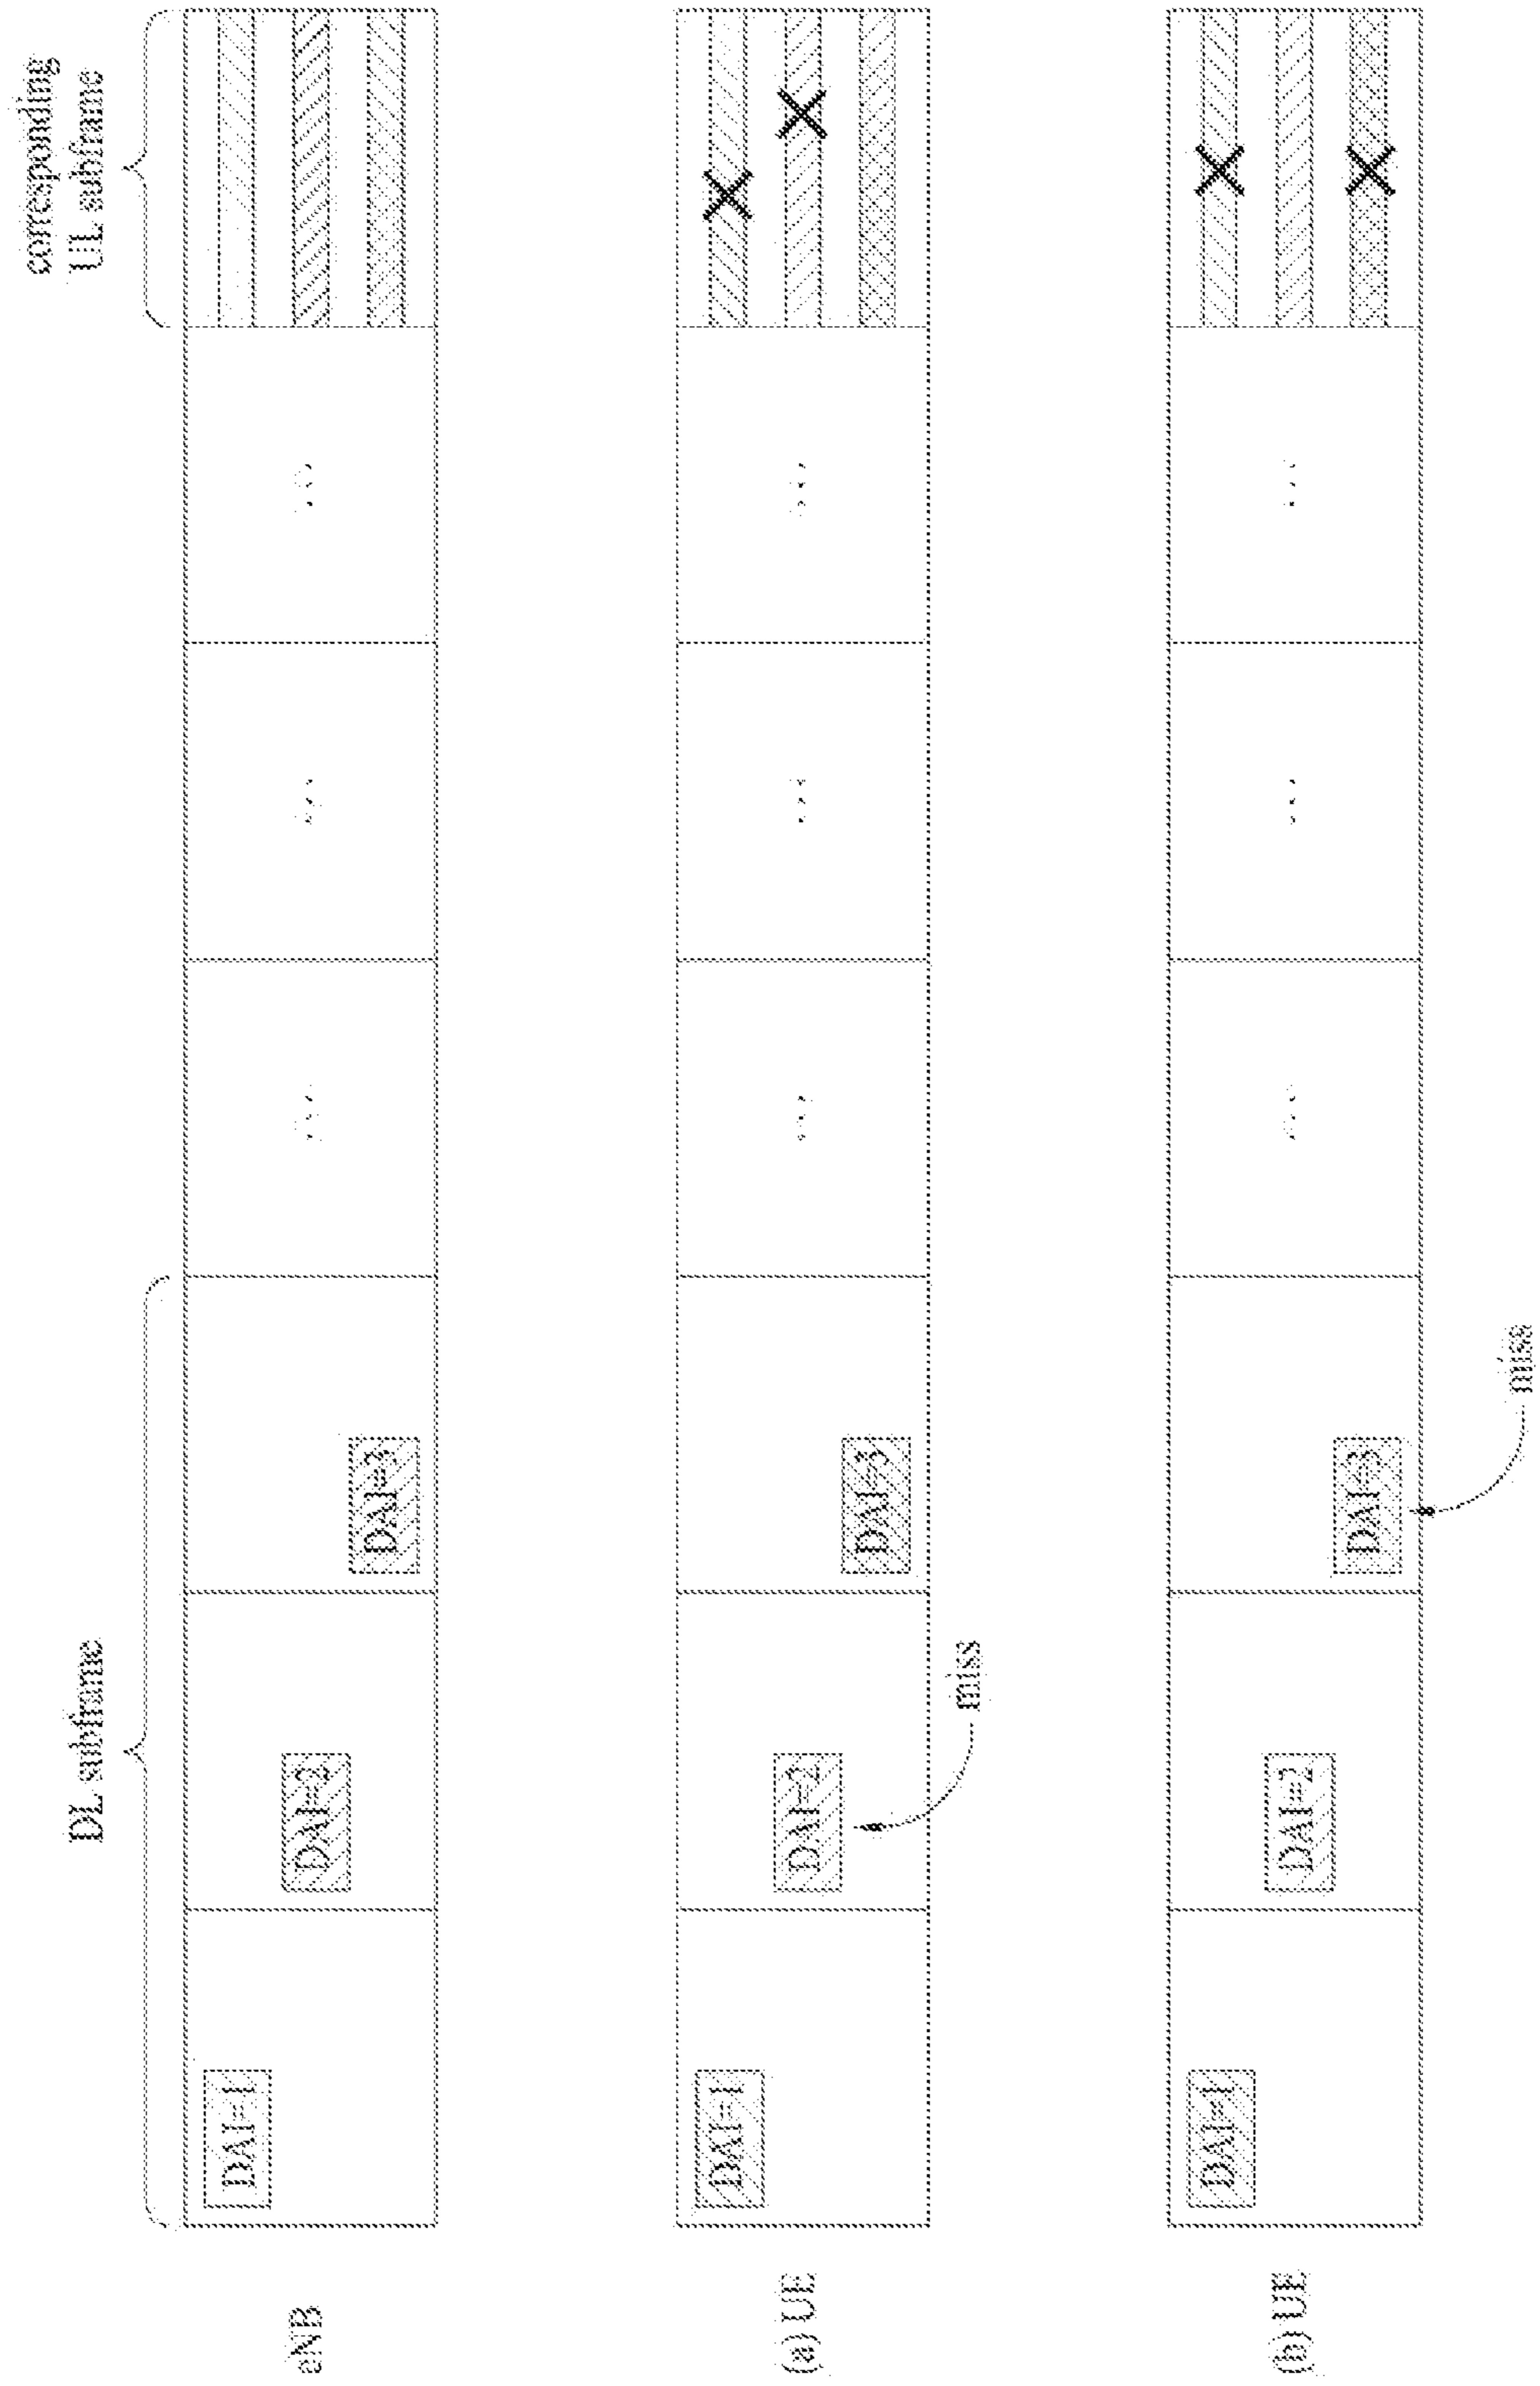 DL subframe
corresponding
UL subframe
eNB
DAI=1
DAI=2
DAI=3
...
...
...
(a) UE
DAI=1
DAI=2
miss
DAI=3
...
...
...
(b) UE
DAI=1
DAI=2
DAI=3
miss
...
...
...